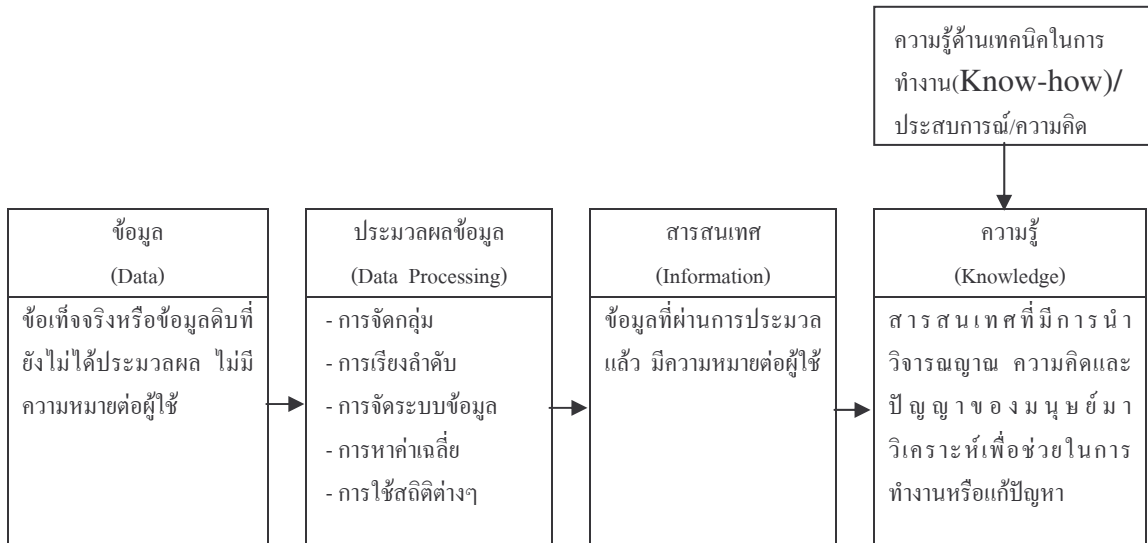 ความรู้ด้านเทคนิคในการ
ทำงาน(Know-how)/
ประสบการณ์/ความคิด
ข้อมูล
(Data)
ข้อเท็จจริงหรือข้อมูลดิบที่
ยังไม่ได้ประมวลผล ไม่มี
ความหมายต่อผู้ใช้
ประมวลผลข้อมูล
(Data Processing)
- การจัดกลุ่ม
- การเรียงลำดับ
- การจัดระบบข้อมูล
- การหาค่าเฉลี่ย
- การใช้สถิติต่างๆ
สารสนเทศ
(Information)
ข้อมูลที่ผ่านการประมวล
แล้ว มีความหมายต่อผู้ใช้
ความรู้
(Knowledge)
สารสนเทศที่มีการนำ
วิจารณญาณ ความคิดและ
ปัญญาของมนุษย์มา
วิเคราะห์เพื่อช่วยในการ
ทำงานหรือแก้ปัญหา